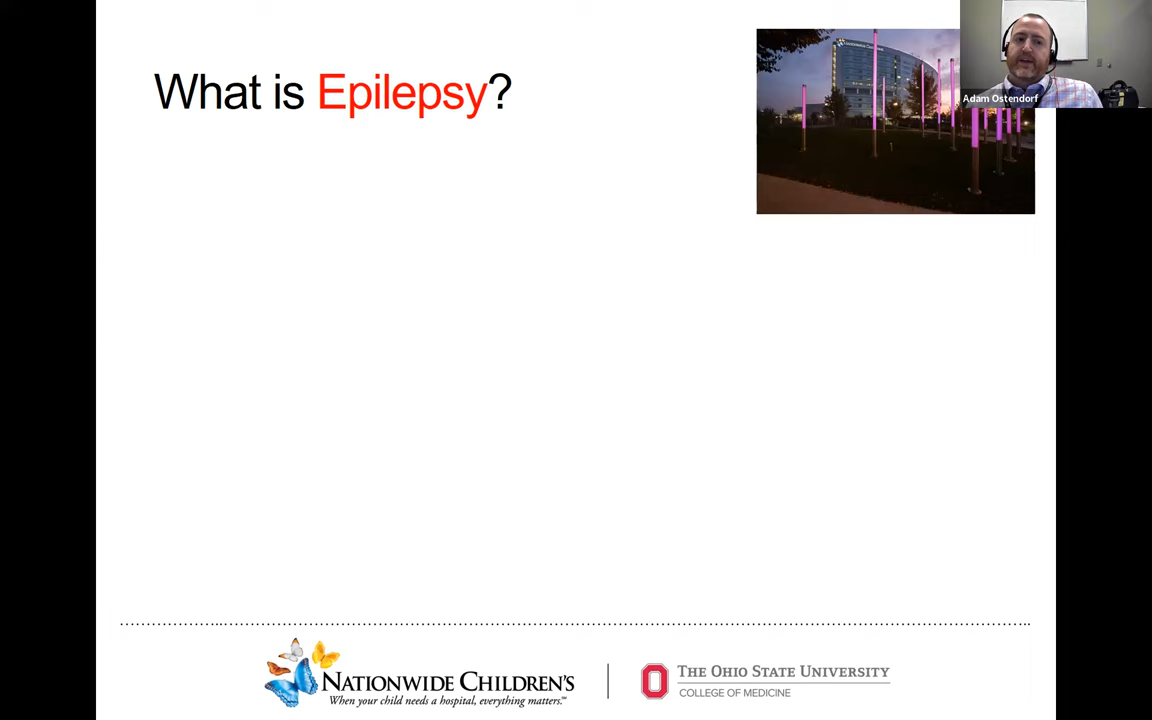 What is Epilepsy?
Adam Ostendorf
NATIONWIDE CHILDREN'S
When your child needs a hospital, everything matters.℠
THE OHIO STATE UNIVERSITY
COLLEGE OF MEDICINE